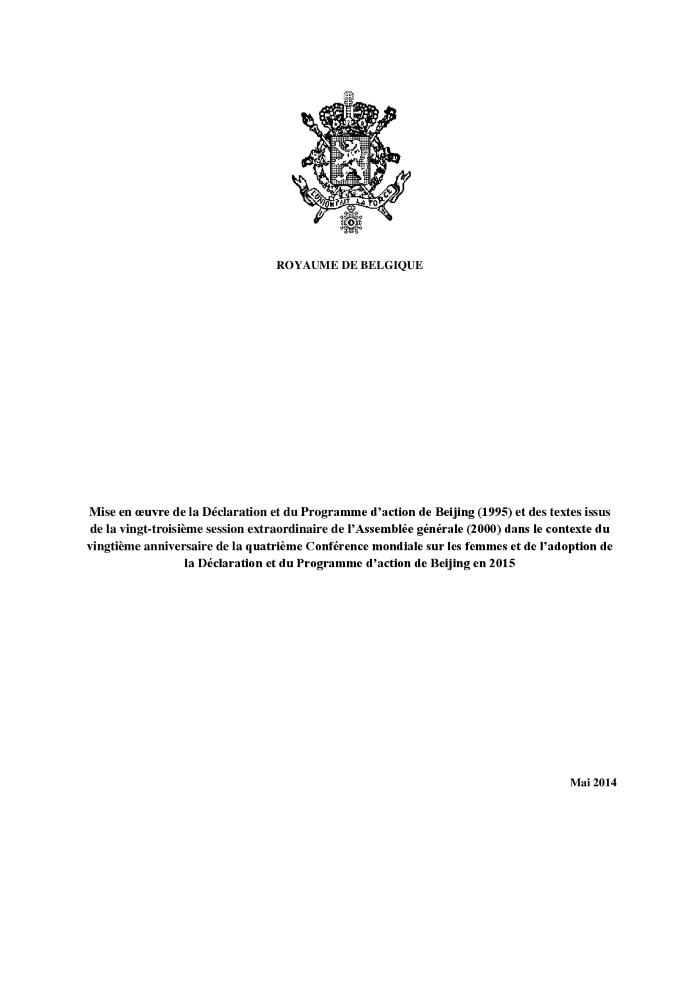 L'UNION FAIT LA FORCE
ROYAUME DE BELGIQUE
Mise en œuvre de la Déclaration et du Programme d’action de Beijing (1995) et des textes issus
de la vingt-troisième session extraordinaire de l’Assemblée générale (2000) dans le contexte du
vingtième anniversaire de la quatrième Conférence mondiale sur les femmes et de l’adoption de
la Déclaration et du Programme d’action de Beijing en 2015
Mai 2014